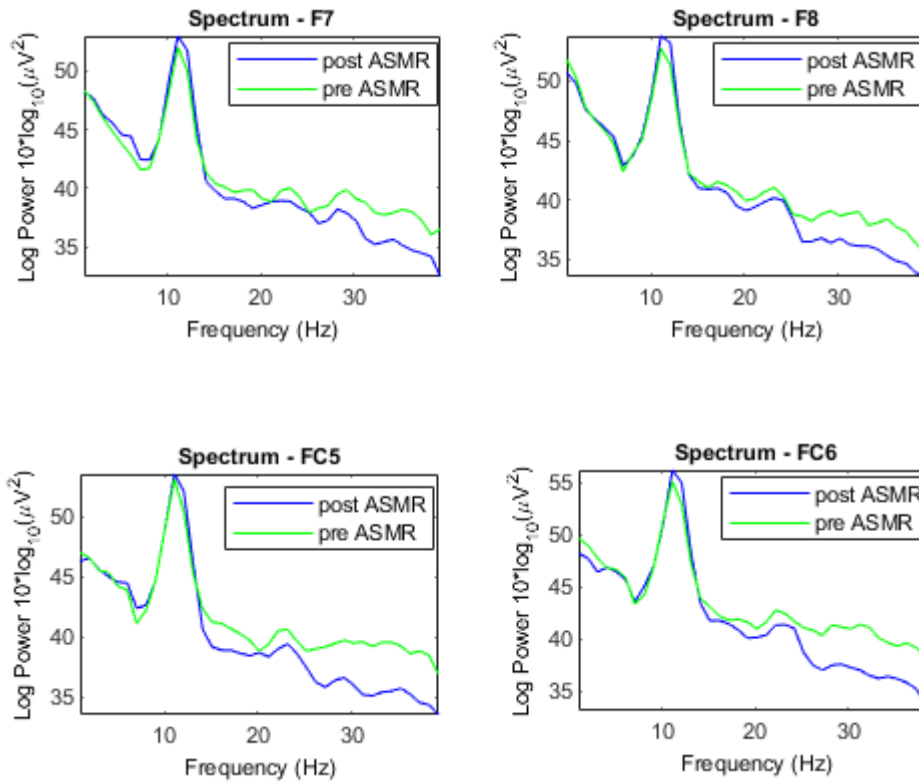 Spectrum - F7
Log Power 10*log₁₀(μV²)
50
45
40
35
post ASMR
pre ASMR
10
20
30
Frequency (Hz)
Spectrum - F8
Log Power 10*log₁₀(μV²)
50
45
40
35
post ASMR
pre ASMR
10
20
30
Frequency (Hz)
Spectrum - FC5
Log Power 10*log₁₀(μV²)
50
45
40
35
post ASMR
pre ASMR
10
20
30
Frequency (Hz)
Spectrum - FC6
Log Power 10*log₁₀(μV²)
55
50
45
40
35
post ASMR
pre ASMR
10
20
30
Frequency (Hz)